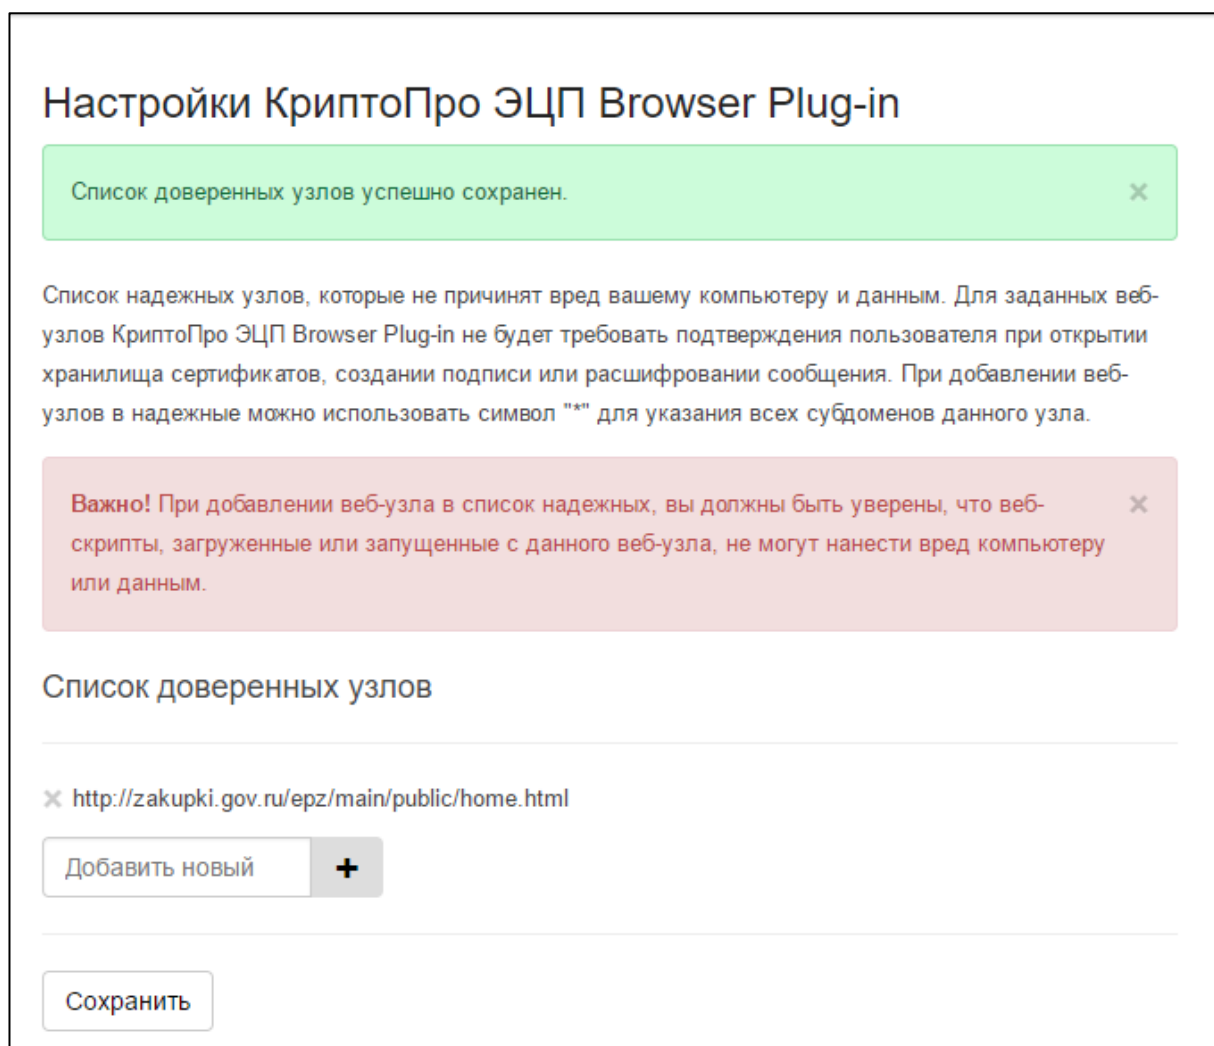 Настройки КриптоПро ЭЦП Browser Plug-in
Список доверенных узлов успешно сохранен.
Список надежных узлов, которые не причинят вред вашему компьютеру и данным. Для заданных веб-
узлов КриптоПро ЭЦП Browser Plug-in не будет требовать подтверждения пользователя при открытии
хранилища сертификатов, создании подписи или расшифровании сообщения. При добавлении веб-
узлов в надежные можно использовать символ "*" для указания всех субдоменов данного узла.
Важно! При добавлении веб-узла в список надежных, вы должны быть уверены, что веб-
скрипты, загруженные или запущенные с данного веб-узла, не могут нанести вред компьютеру
или данным.
Список доверенных узлов
http://zakupki.gov.ru/epz/main/public/home.html
Добавить новый
Сохранить